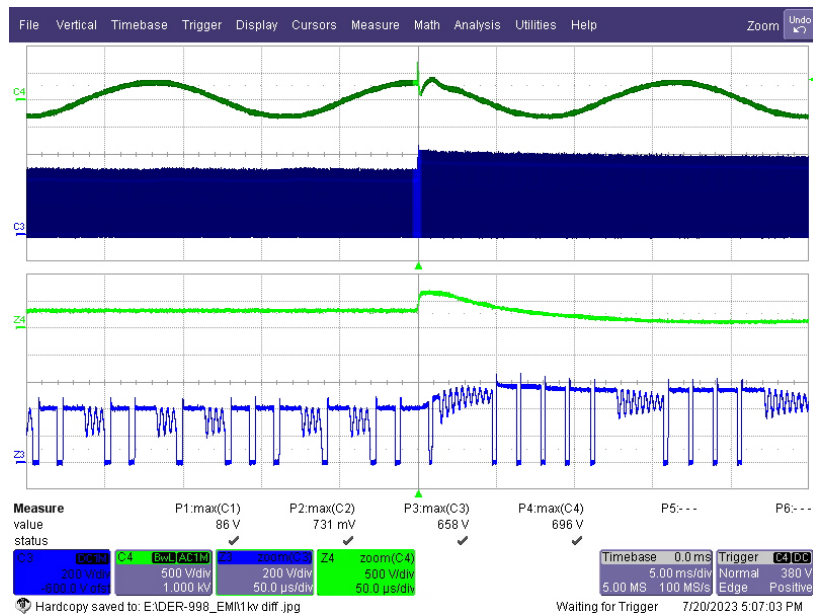 File Vertical Timebase Trigger Display Cursors Measure Math Analysis Utilities Help Zoom Undo
C4
C3
Z4
Z3
Measure P1:max(C1) P2:max(C2) P3:max(C3) P4:max(C4) P5:- - - P6:- - -
value 86 V 731 mV 658 V 696 V
status
C3 DC1M C4 BwL AC1M Z3 zoom(C3) Z4 zoom(C4) Timebase 0.0 ms Trigger C4 DC
200 V/div 500 V/div 200 V/div 500 V/div 5.00 ms/div Normal 380 V
-600.0 V ofst 1.000 kV 50.0 µs/div 50.0 µs/div 5.00 MS 100 MS/s Edge Positive
Hardcopy saved to: E:\DER-998_EMI\1kv diff .jpg Waiting for Trigger 7/20/2023 5:07:03 PM